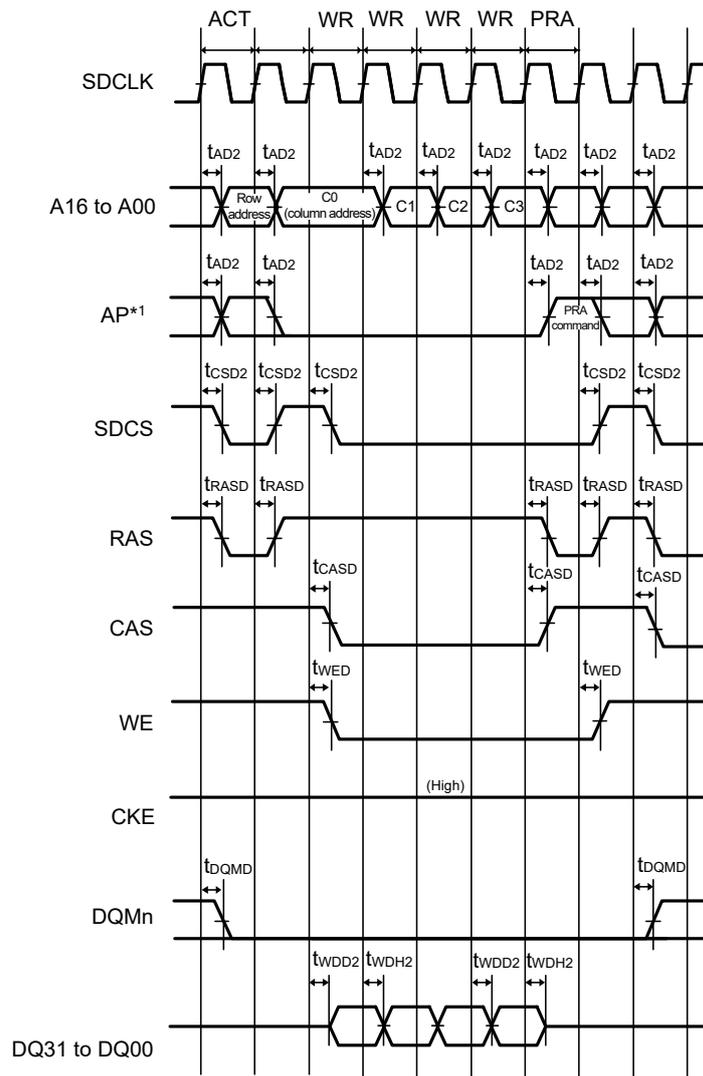 ACT WR WR WR WR PRA
SDCLK
tAD2 tAD2 tAD2 tAD2 tAD2 tAD2 tAD2 tAD2
A16 to A00
Row address
C0 (column address)
C1 C2 C3
tAD2 tAD2 tAD2 tAD2 tAD2
AP*1
PRA command
tCSD2 tCSD2 tCSD2 tCSD2 tCSD2
SDCS
tRASD tRASD tRASD tRASD tRASD
RAS
tCASD tCASD tCASD
CAS
tWED tWED
WE
(High)
CKE
tDQMD tDQMD
DQMn
tWDD2 tWDH2 tWDD2 tWDH2
DQ31 to DQ00